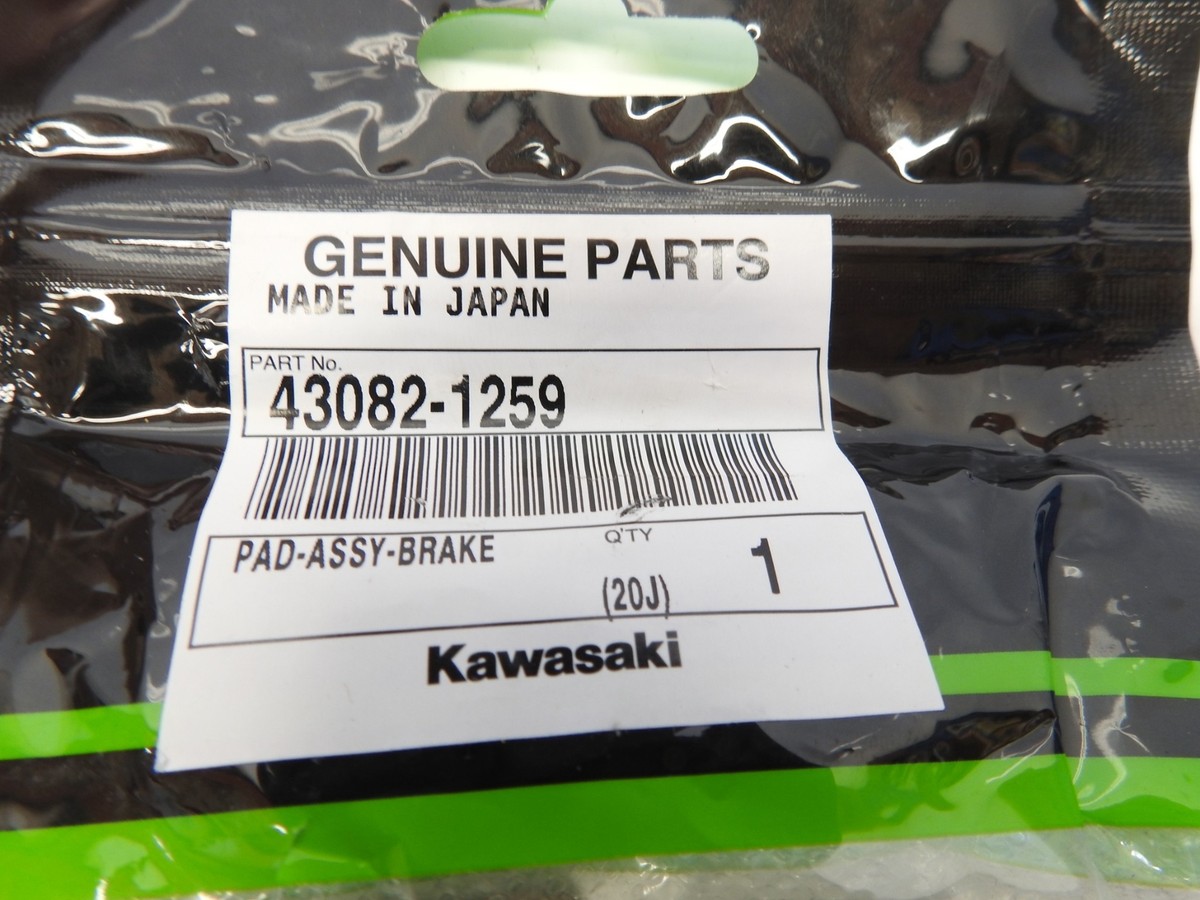 GENUINE PARTS
MADE IN JAPAN
PART No.
43082-1259
PAD-ASSY-BRAKE
Q'TY
(20J)
1
Kawasaki